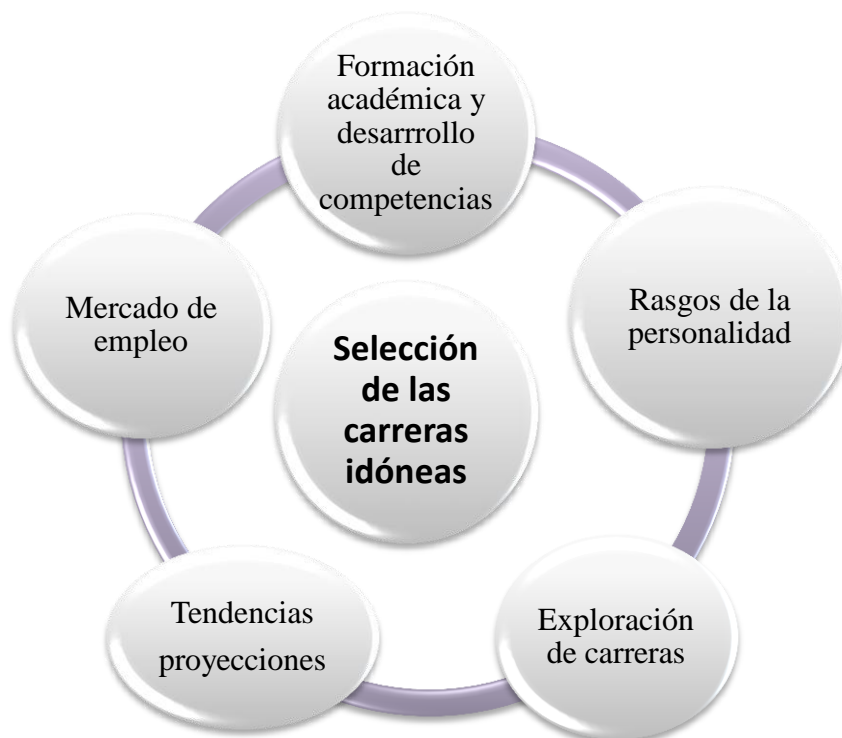 Formación
académica y
desarrrollo
de
competencias
Rasgos de la
personalidad
Exploración
de carreras
Tendencias
proyecciones
Mercado de
empleo
Selección
de las
carreras
idóneas